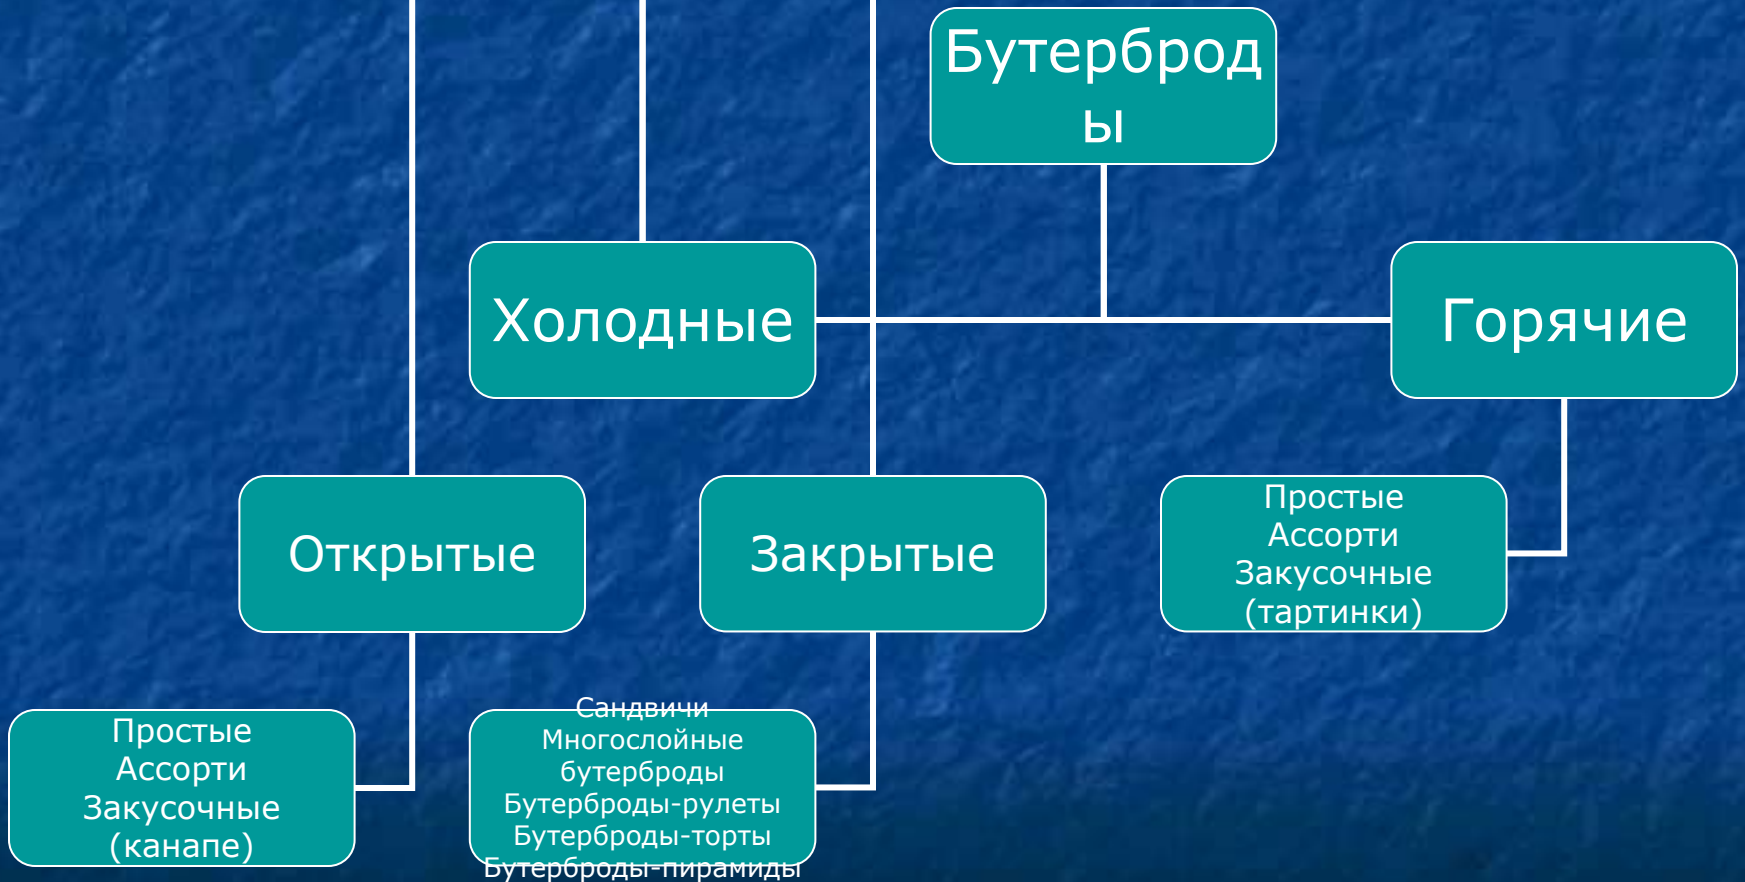 Бутерброд
ы
Холодные
Горячие
Открытые
Закрытые
Простые
Ассорти
Закусочные
(тартинки)
Простые
Ассорти
Закусочные
(канапе)
Сандвичи
Многослойные
бутерброды
Бутерброды-рулеты
Бутерброды-торты
Бутерброды-пирамиды